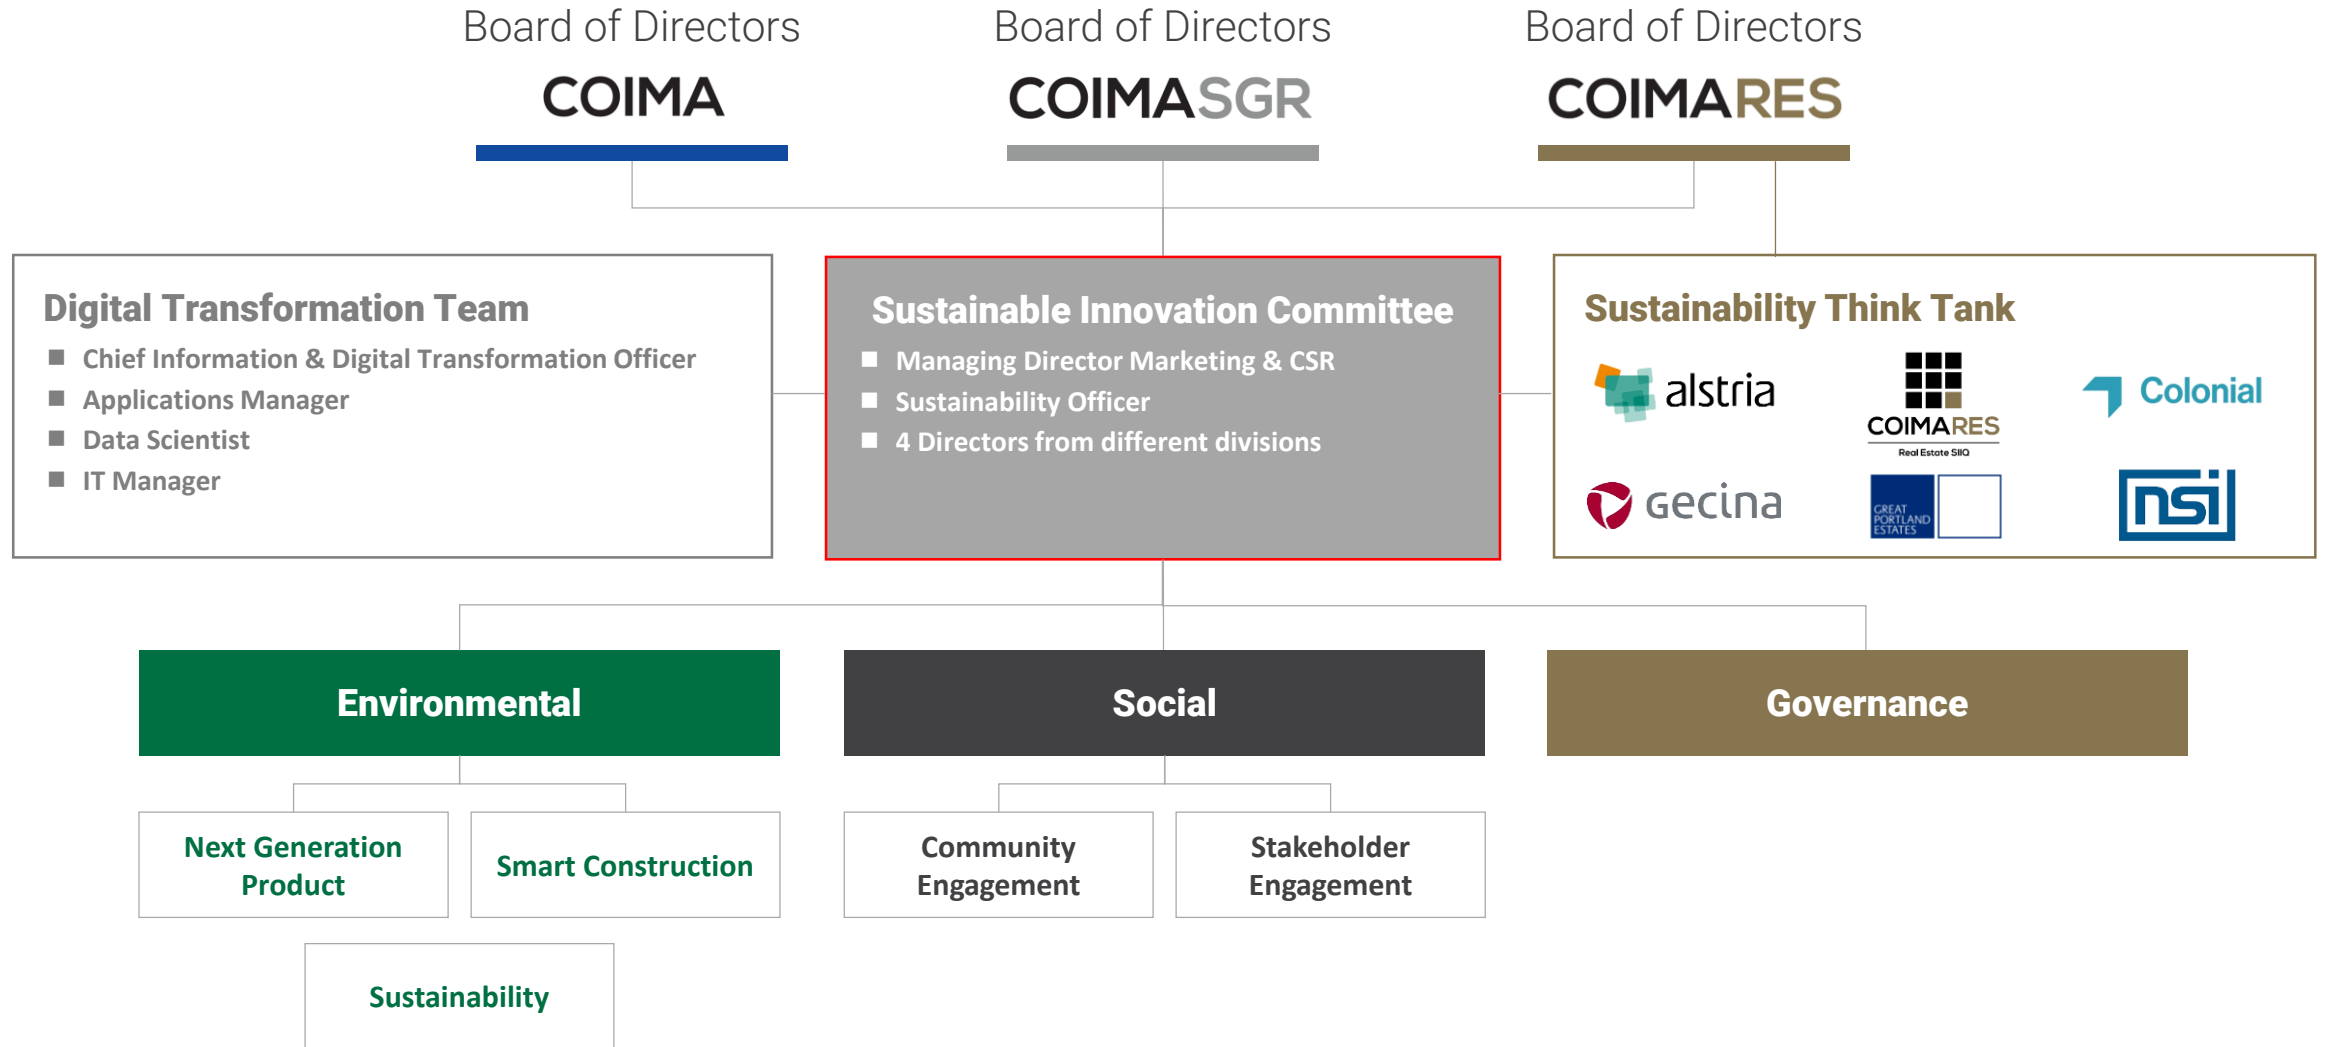 Board of Directors
Board of Directors
Board of Directors
COIMA
COIMASGR
COIMARES
Digital Transformation Team
Chief Information & Digital Transformation Officer
Applications Manager
Data Scientist
IT Manager
Sustainable Innovation Committee
Managing Director Marketing & CSR
Sustainability Officer
4 Directors from different divisions
Sustainability Think Tank
alstria
COIMARES
Real Estate SIIQ
Colonial
gecina
GREAT
PORTLAND
ESTATES
nsi
Environmental
Social
Governance
Next Generation
Product
Smart Construction
Community
Engagement
Stakeholder
Engagement
Sustainability